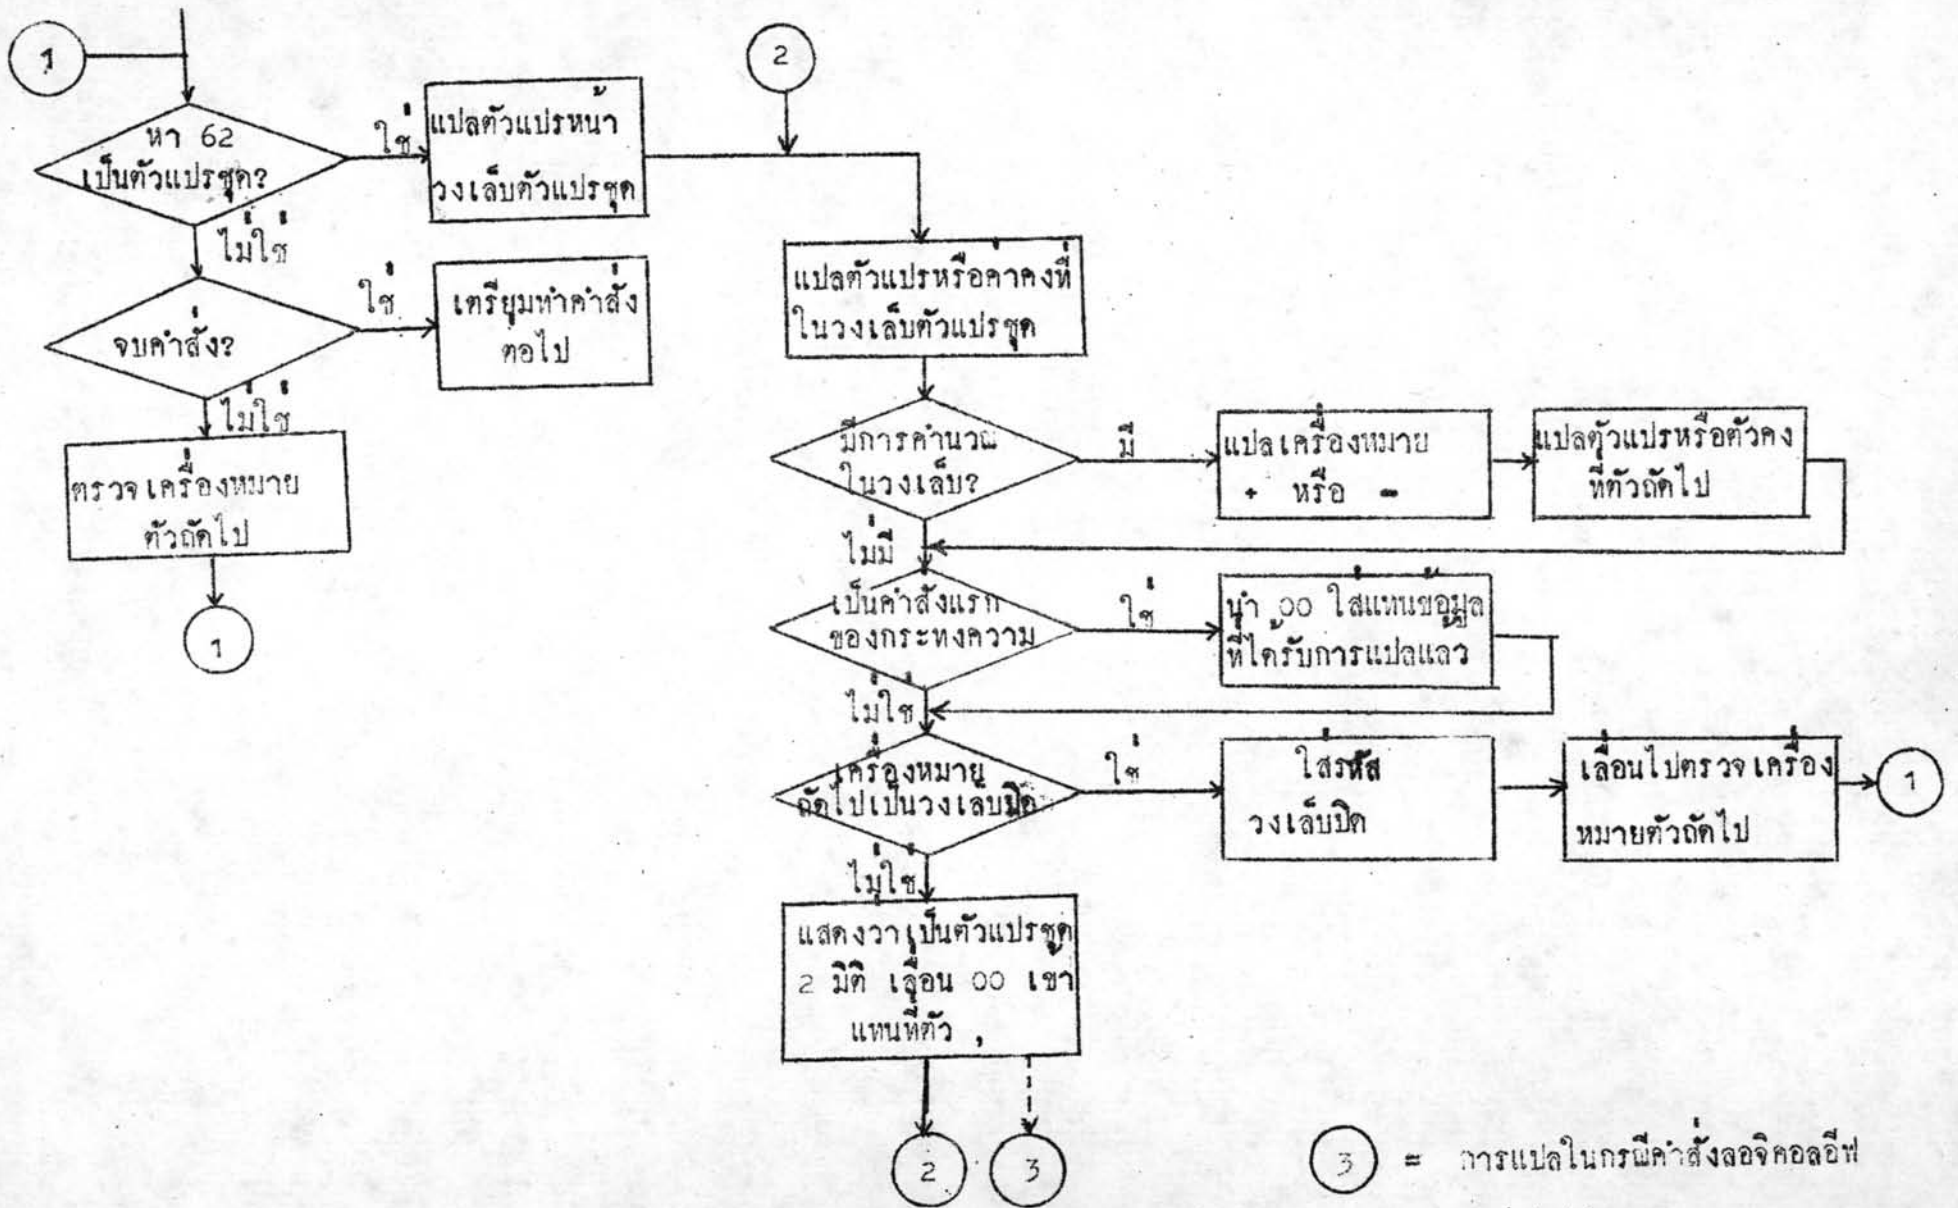 1
หา 62
เป็นตัวแปรชุด?
ใช่
แปลตัวแปรหน้า
วงเล็บตัวแปรชุด
2
ไม่ใช่
จบคำสั่ง?
ใช่
เตรียมทำคำสั่ง
ตอไป
ไม่ใช่
ตรวจเครื่องหมาย
ตัวถัดไป
1
แปลตัวแปรหรือค่าคงที่
ในวงเล็บตัวแปรชุด
มีการคำนวณ
ในวงเล็บ?
มี
แปลเครื่องหมาย
+ หรือ -
แปลตัวแปรหรือตัวคง
ที่ตัวถัดไป
ไม่มี
เป็นคำสั่งแรก
ของกระทงความ
ใช่
นำ 00 ใส่แทนข้อมูล
ที่ได้รับการแปลแลว
ไม่ใช่
เครื่องหมาย
ถัดไปเป็นวงเล็บปิด
ใช่
ใส่รหัส
วงเล็บปิด
เลื่อนไปตรวจเครื่อง
หมายตัวถัดไป
1
ไม่ใช่
แสดงวาเป็นตัวแปรชุด
2 มิติ เลื่อน 00 เข้า
แทนที่ตัว ,
2
3
3 = การแปลในกรณีคำสั่งลอจิคอลอีฟ